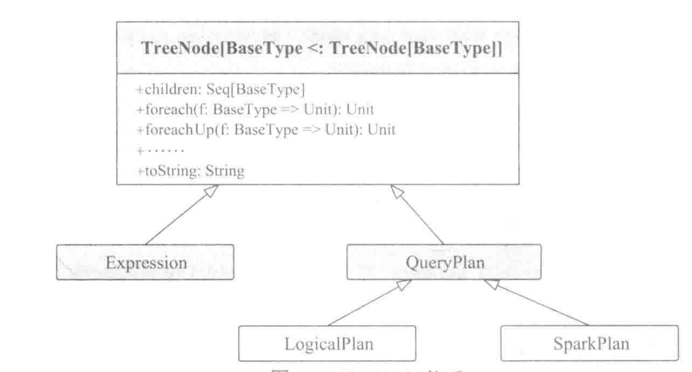 TreeNode[BaseType <: TreeNode[BaseType]]
+children: Seq[BaseType]
+foreach(f: BaseType => Unit): Unit
+foreachUp(f: BaseType => Unit): Unit
+······
+toString: String
Expression
QueryPlan
LogicalPlan
SparkPlan